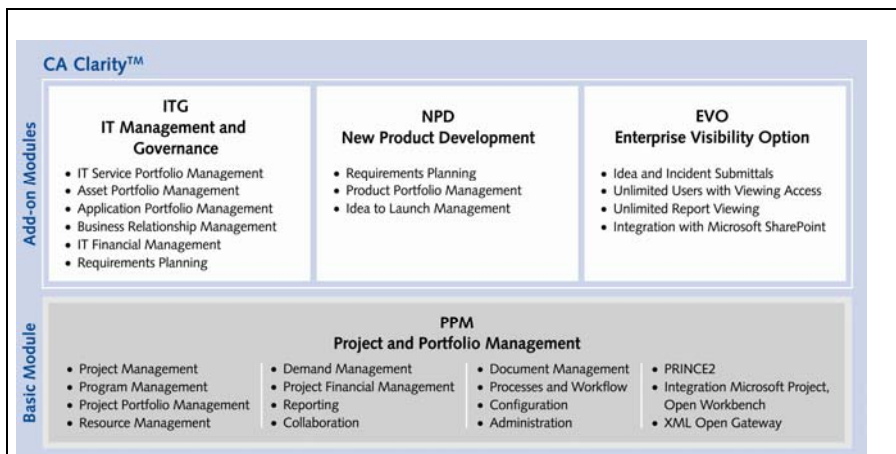 CA Clarity™
Add-on Modules
ITG
IT Management and
Governance
• IT Service Portfolio Management
• Asset Portfolio Management
• Application Portfolio Management
• Business Relationship Management
• IT Financial Management
• Requirements Planning
NPD
New Product Development
• Requirements Planning
• Product Portfolio Management
• Idea to Launch Management
EVO
Enterprise Visibility Option
• Idea and Incident Submittals
• Unlimited Users with Viewing Access
• Unlimited Report Viewing
• Integration with Microsoft SharePoint
Basic Module
PPM
Project and Portfolio Management
• Project Management
• Program Management
• Project Portfolio Management
• Resource Management
• Demand Management
• Project Financial Management
• Reporting
• Collaboration
• Document Management
• Processes and Workflow
• Configuration
• Administration
• PRINCE2
• Integration Microsoft Project,
Open Workbench
• XML Open Gateway